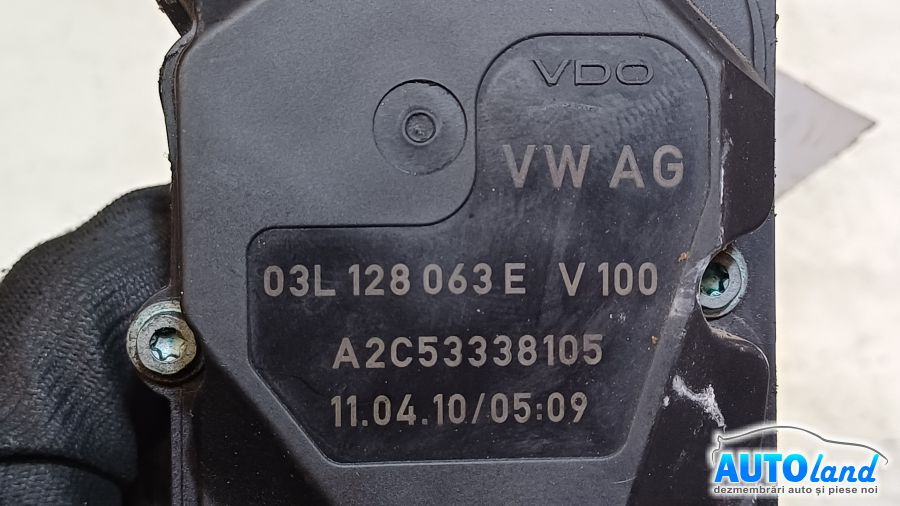 VDO
VW AG
03L 128 063 E V 100
A2C53338105
11.04.10/05:09
AUTOland
dezmembrări auto și piese noi